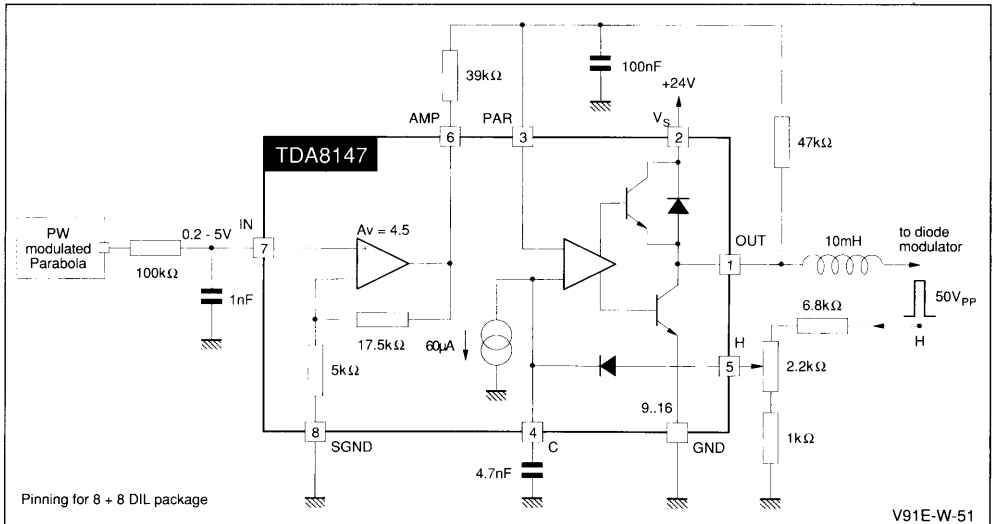 39kΩ
100nF
+24V
AMP
PAR
V_S
6
3
2
47kΩ
TDA8147
PW
modulated
Parabola
0.2 - 5V
IN
7
Av = 4.5
+
-
OUT
1
10mH
to diode
modulator
100kΩ
1nF
17.5kΩ
60µA
6.8kΩ
50V_PP
H
H
5
2.2kΩ
5kΩ
9..16
1kΩ
8
SGND
4
C
GND
4.7nF
Pinning for 8 + 8 DIL package
V91E-W-51